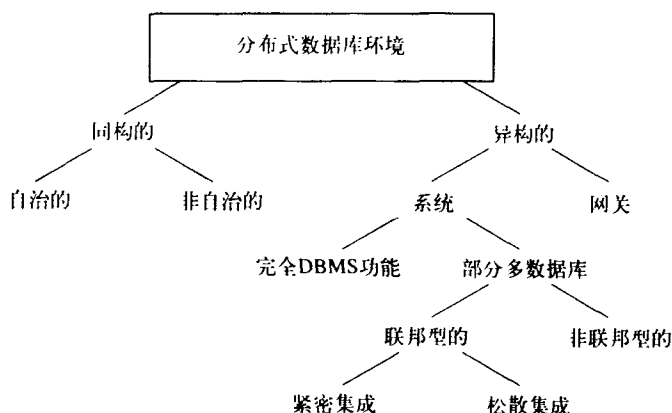 分布式数据库环境
同构的
异构的
自治的
非自治的
系统
网关
完全DBMS功能
部分多数据库
联邦型的
非联邦型的
紧密集成
松散集成